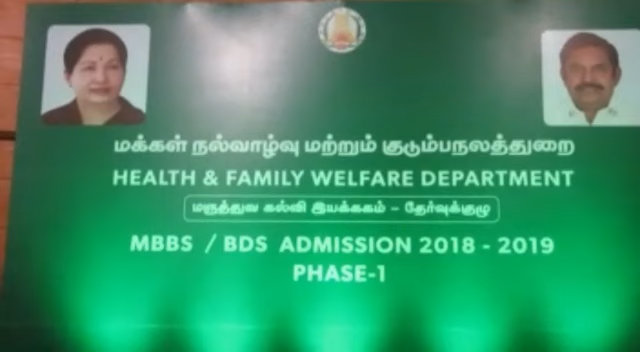 மக்கள் நல்வாழ்வு மற்றும் குடும்பநலத்துறை
HEALTH & FAMILY WELFARE DEPARTMENT
மருத்துவ கல்வி இயக்ககம் – தேர்வுக்குழு
MBBS / BDS ADMISSION 2018 - 2019
PHASE-1